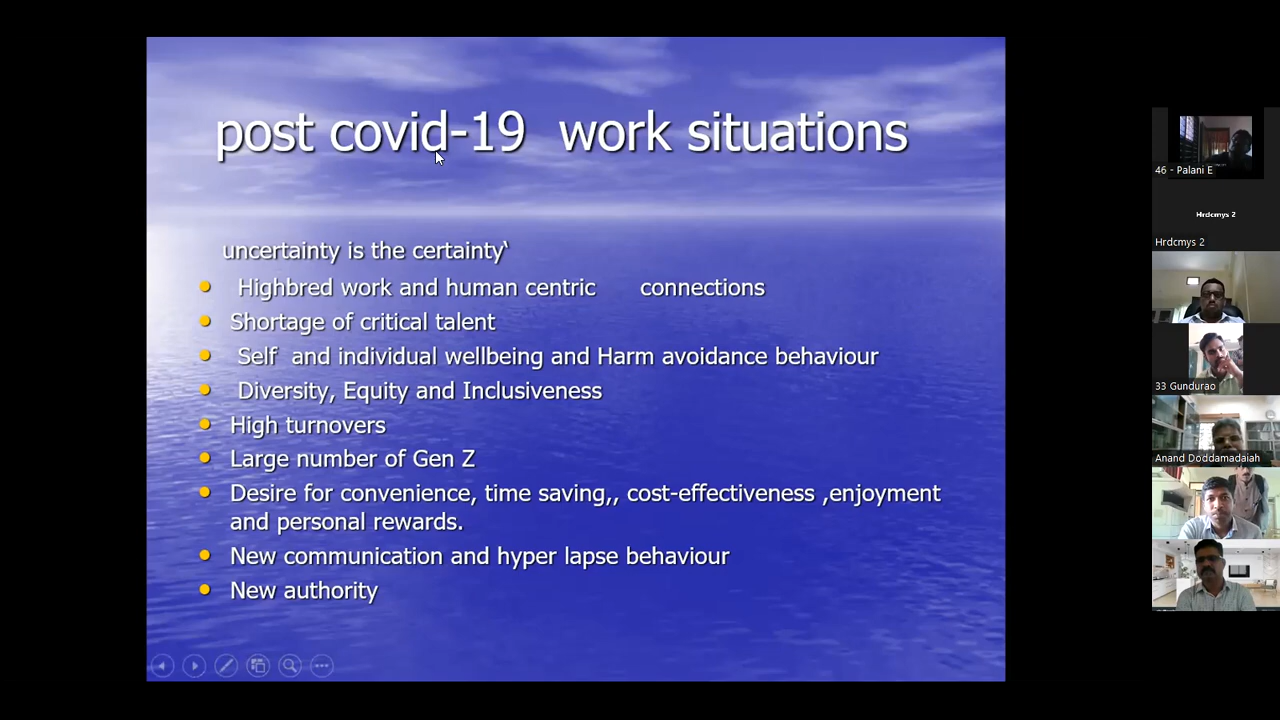 post covid-19 work situations
uncertainty is the certainty‘
Highbred work and human centric connections
Shortage of critical talent
Self and individual wellbeing and Harm avoidance behaviour
Diversity, Equity and Inclusiveness
High turnovers
Large number of Gen Z
Desire for convenience, time saving,, cost-effectiveness ,enjoyment
and personal rewards.
New communication and hyper lapse behaviour
New authority
46 - Palani E
Hrdcmys 2
Hrdcmys 2
33 Gundurao
Anand Doddamadaiah